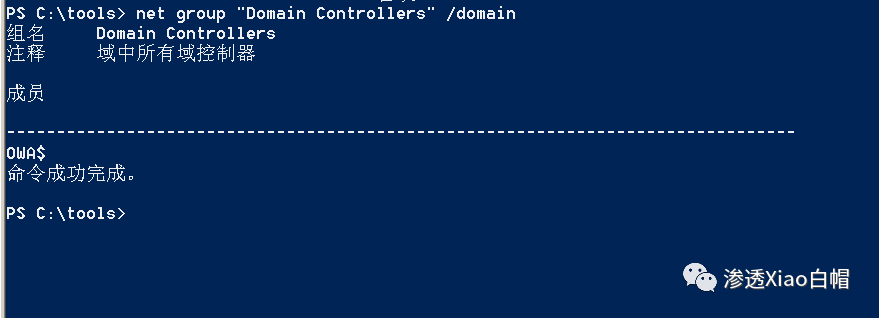 PS C:\tools> net group "Domain Controllers" /domain
组名     Domain Controllers
注释     域中所有域控制器
成员
-------------------------------------------------------------------------------
OWA$
命令成功完成。
PS C:\tools>
渗透Xiao白帽